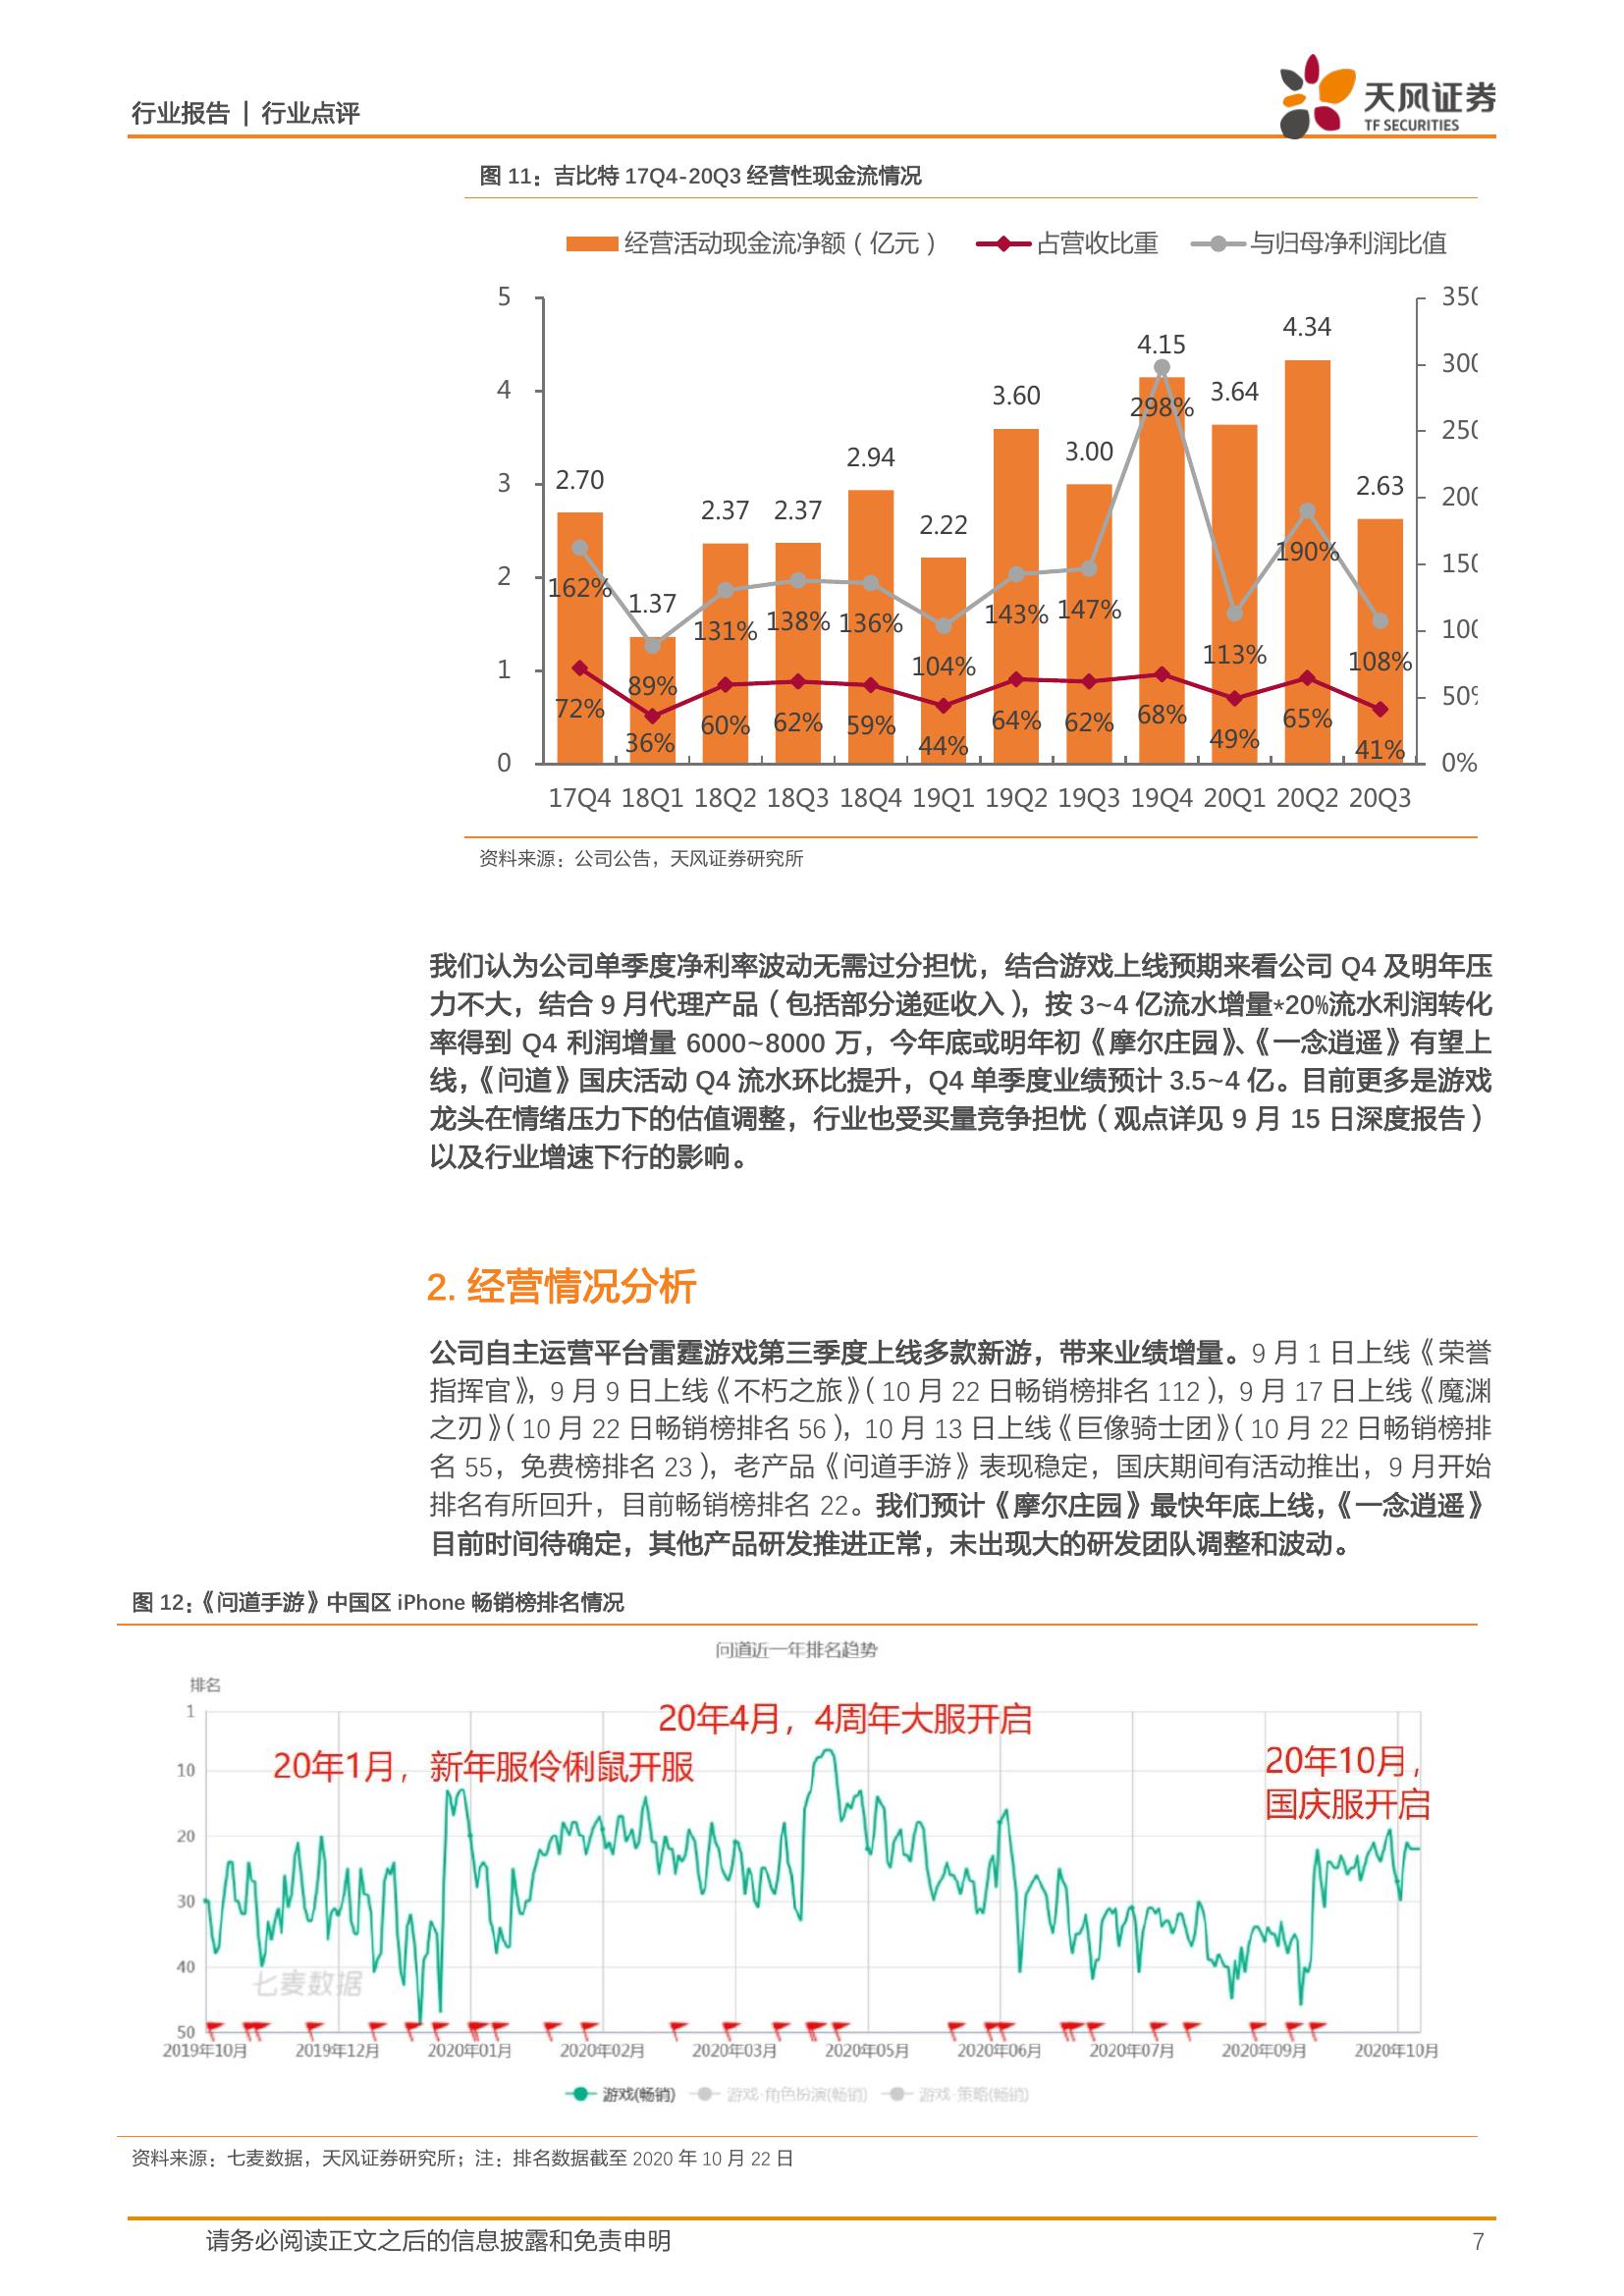 行业报告 | 行业点评
天风证券
TF SECURITIES
图 11：吉比特 17Q4-20Q3 经营性现金流情况
经营活动现金流净额（亿元） 占营收比重 与归母净利润比值
5
4
3
2
1
0
2.70 1.37 2.37 2.37 2.94 2.22 3.60 3.00 4.15 3.64 4.34 2.63
162% 89% 131% 138% 136% 104% 143% 147% 298% 113% 190% 108%
72% 36% 60% 62% 59% 44% 64% 62% 68% 49% 65% 41%
50%
0%
17Q4 18Q1 18Q2 18Q3 18Q4 19Q1 19Q2 19Q3 19Q4 20Q1 20Q2 20Q3
资料来源：公司公告，天风证券研究所
我们认为公司单季度净利率波动无需过分担忧，结合游戏上线预期来看公司 Q4 及明年压
力不大，结合 9 月代理产品（包括部分递延收入），按 3~4 亿流水增量*20%流水利润转化
率得到 Q4 利润增量 6000~8000 万，今年底或明年初《摩尔庄园》、《一念逍遥》有望上
线，《问道》国庆活动 Q4 流水环比提升，Q4 单季度业绩预计 3.5~4 亿。目前更多是游戏
龙头在情绪压力下的估值调整，行业也受买量竞争担忧（观点详见 9 月 15 日深度报告）
以及行业增速下行的影响。
2. 经营情况分析
公司自主运营平台雷霆游戏第三季度上线多款新游，带来业绩增量。9 月 1 日上线《荣誉
指挥官》，9 月 9 日上线《不朽之旅》（10 月 22 日畅销榜排名 112），9 月 17 日上线《魔渊
之刃》（10 月 22 日畅销榜排名 56），10 月 13 日上线《巨像骑士团》（10 月 22 日畅销榜排
名 55，免费榜排名 23），老产品《问道手游》表现稳定，国庆期间有活动推出，9 月开始
排名有所回升，目前畅销榜排名 22。我们预计《摩尔庄园》最快年底上线，《一念逍遥》
目前时间待确定，其他产品研发推进正常，未出现大的研发团队调整和波动。
图 12：《问道手游》中国区 iPhone 畅销榜排名情况
问道近一年排名趋势
排名
20年4月，4周年大服开启
20年1月，新年服伶俐鼠开服
20年10月，
国庆服开启
1
10
20
30
40
50
七麦数据
2019年10月 2019年12月 2020年01月 2020年02月 2020年03月 2020年05月 2020年06月 2020年07月 2020年09月 2020年10月
游戏(畅销) 游戏·角色扮演(畅销) 游戏·策略(畅销)
资料来源：七麦数据，天风证券研究所；注：排名数据截至 2020 年 10 月 22 日
请务必阅读正文之后的信息披露和免责申明 7